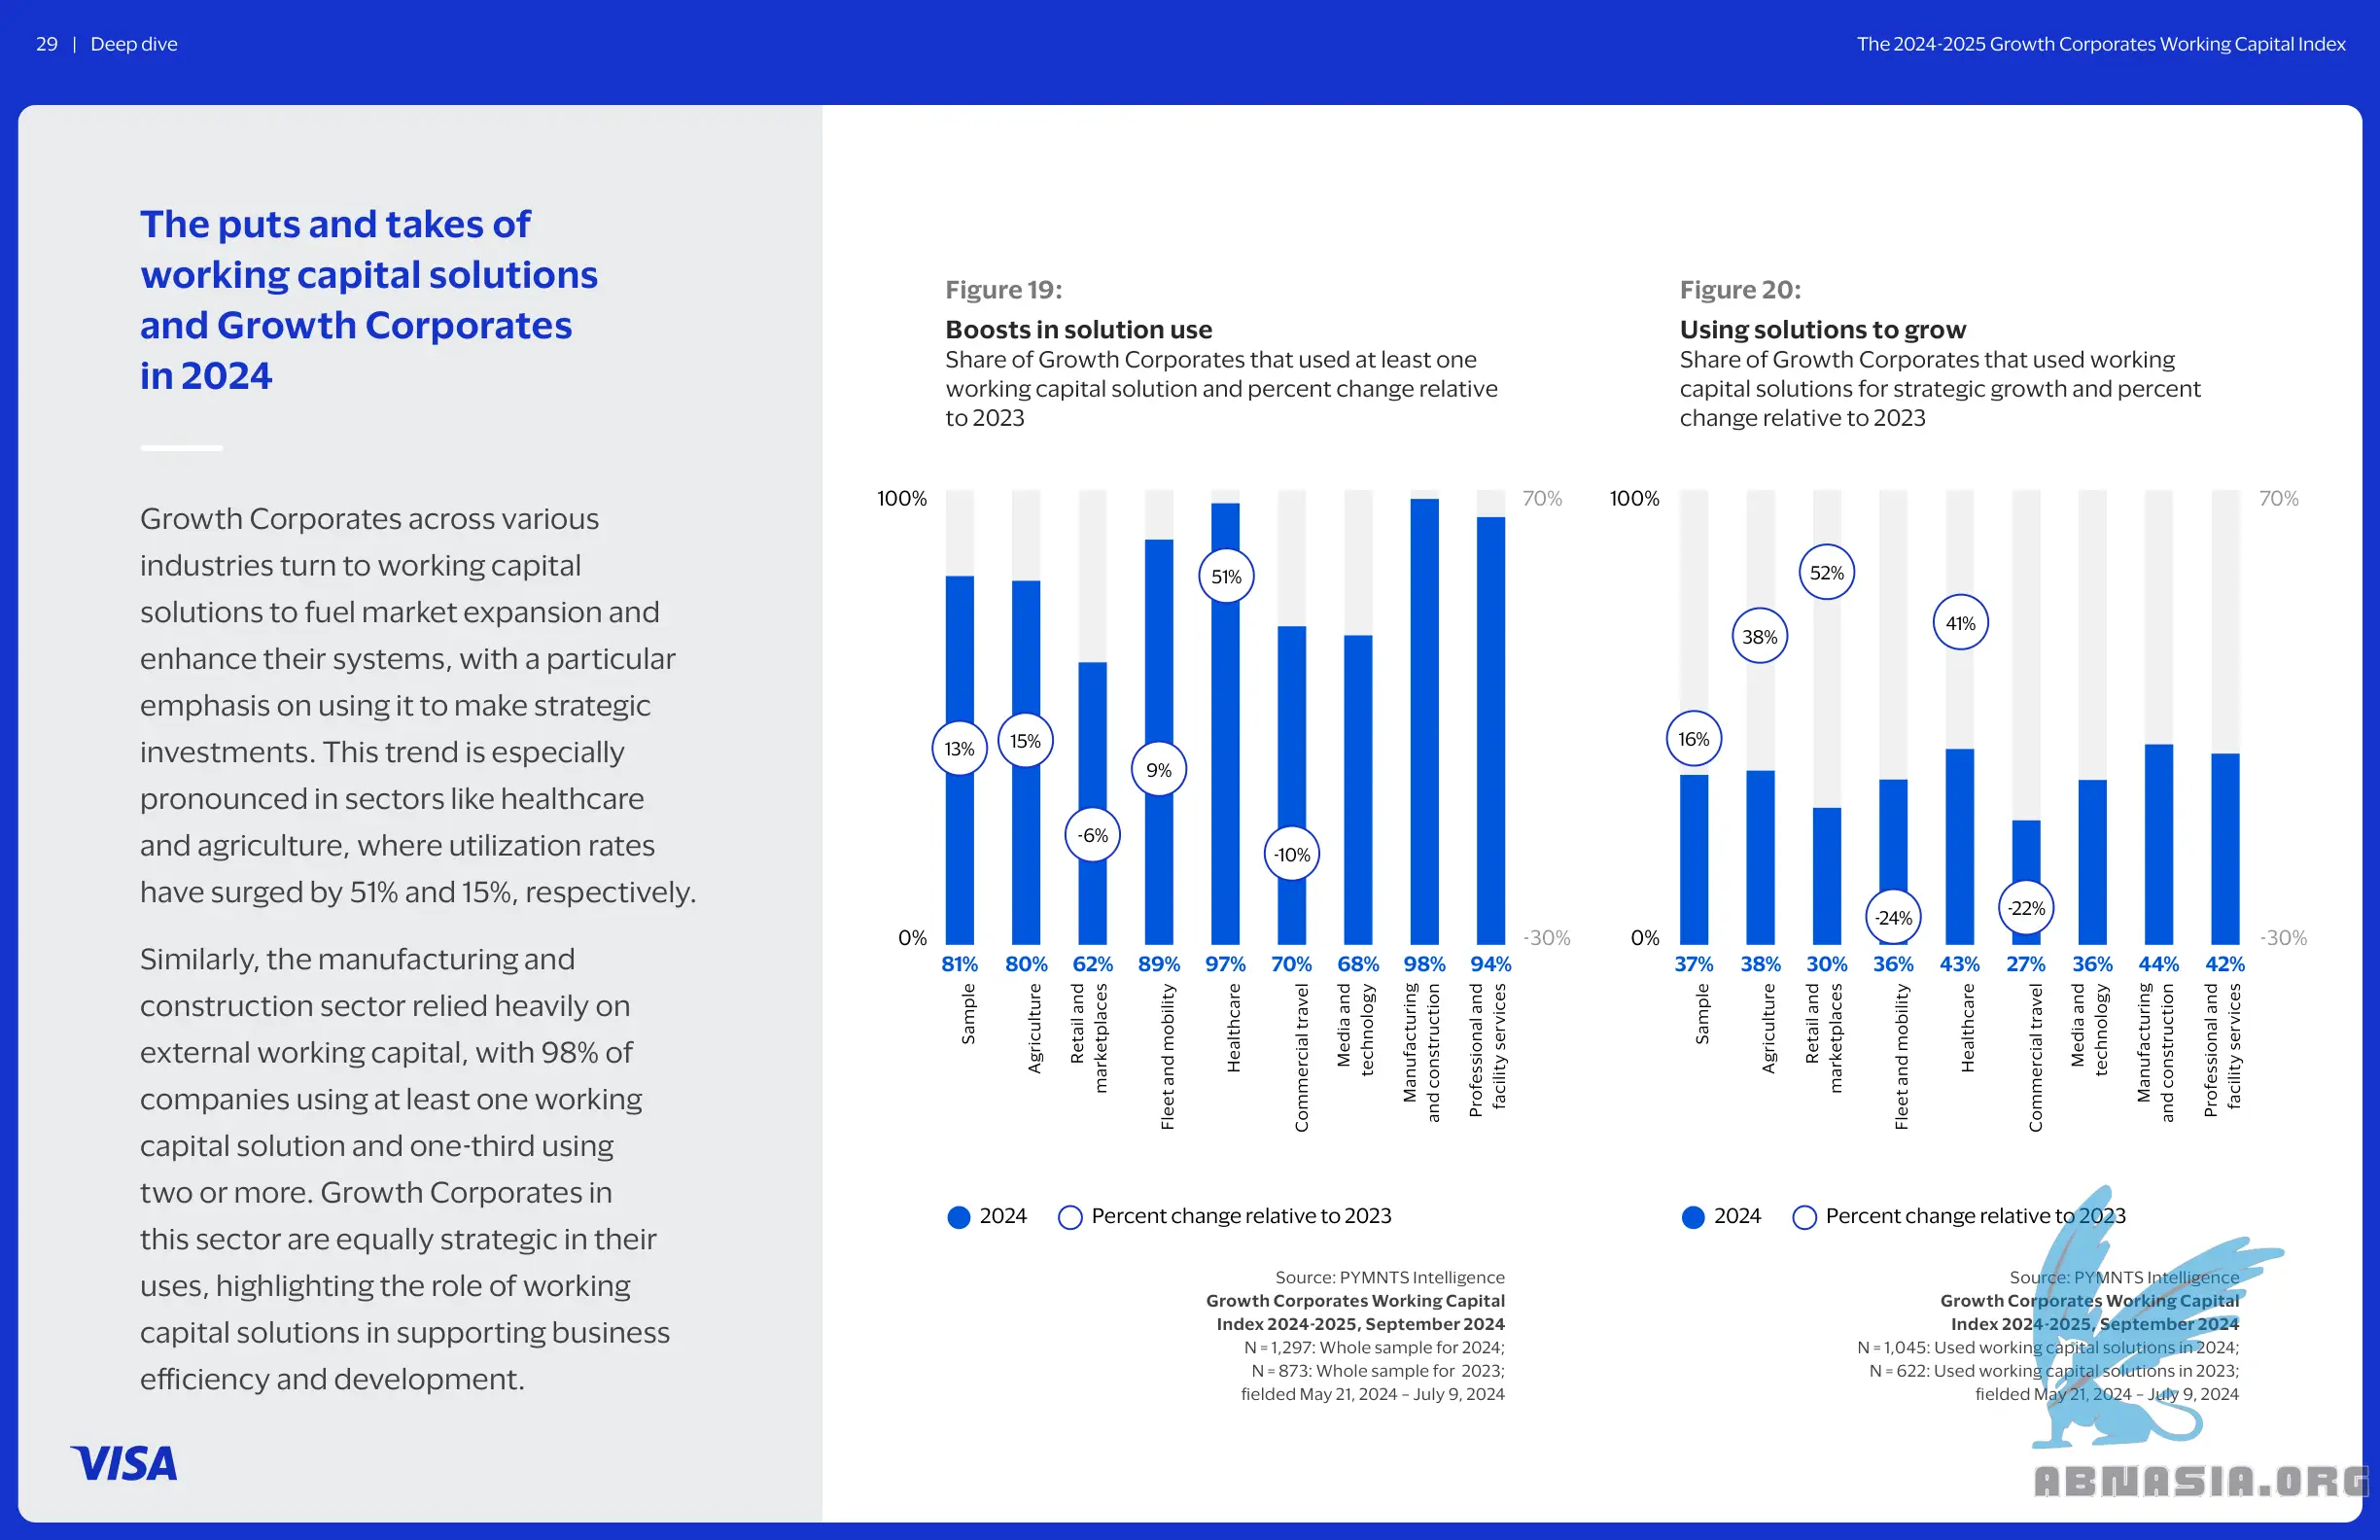 29 | Deep dive
The 2024-2025 Growth Corporates Working Capital Index
The puts and takes of
working capital solutions
and Growth Corporates
in 2024
Growth Corporates across various
industries turn to working capital
solutions to fuel market expansion and
enhance their systems, with a particular
emphasis on using it to make strategic
investments. This trend is especially
pronounced in sectors like healthcare
and agriculture, where utilization rates
have surged by 51% and 15%, respectively.
Similarly, the manufacturing and
construction sector relied heavily on
external working capital, with 98% of
companies using at least one working
capital solution and one-third using
two or more. Growth Corporates in
this sector are equally strategic in their
uses, highlighting the role of working
capital solutions in supporting business
efficiency and development.
VISA
Figure 19:
Boosts in solution use
Share of Growth Corporates that used at least one
working capital solution and percent change relative
to 2023
100%
70%
13%
15%
-6%
9%
51%
-10%
0%
-30%
81%
80%
62%
89%
97%
70%
68%
98%
94%
Sample
Agriculture
Retail and
marketplaces
Fleet and mobility
Healthcare
Commercial travel
Media and
technology
Manufacturing
and construction
Professional and
facility services
2024
Percent change relative to 2023
Source: PYMNTS Intelligence
Growth Corporates Working Capital
Index 2024-2025, September 2024
N = 1,297: Whole sample for 2024;
N = 873: Whole sample for 2023;
fielded May 21, 2024 – July 9, 2024
Figure 20:
Using solutions to grow
Share of Growth Corporates that used working
capital solutions for strategic growth and percent
change relative to 2023
100%
70%
16%
38%
52%
-24%
41%
-22%
0%
-30%
37%
38%
30%
36%
43%
27%
36%
44%
42%
Sample
Agriculture
Retail and
marketplaces
Fleet and mobility
Healthcare
Commercial travel
Media and
technology
Manufacturing
and construction
Professional and
facility services
2024
Percent change relative to 2023
Source: PYMNTS Intelligence
Growth Corporates Working Capital
Index 2024-2025, September 2024
N = 1,045: Used working capital solutions in 2024;
N = 622: Used working capital solutions in 2023;
fielded May 21, 2024 – July 9, 2024
ABNASIA.ORG